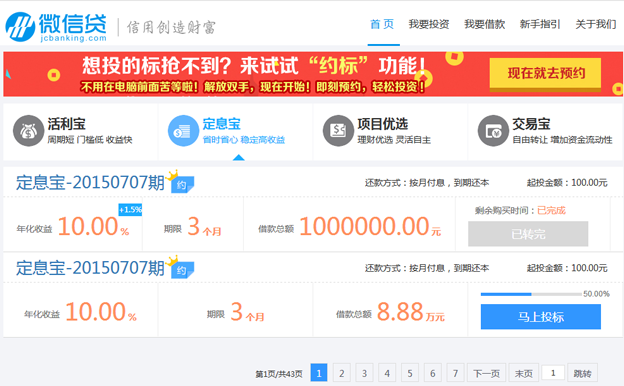 微信贷 信用创造财富 首 页 我要投资 我要借款 新手指引 关于我们
jcbanking.com
想投的标抢不到？来试试“约标”功能！ 现在就去预约
不用在电脑前面苦等啦！解放双手，现在开始！即刻预约，轻松投资！
活利宝 定息宝 项目优选 交易宝
周期短 门槛低 收益快 省时省心 稳定高收益 理财优选 灵活自主 自由转让 增加资金流动性
定息宝-20150707期 约 还款方式：按月付息，到期还本 起投金额：100.00元
+1.5% 剩余购买时间：已完成
年化收益 10.00 % 期限 3 个月 借款总额 1000000.00 元 已转完
定息宝-20150707期 约 还款方式：按月付息，到期还本 起投金额：100.00元
50.00%
年化收益 10.00 % 期限 3 个月 借款总额 8.88 万元 马上投标
第1页/共43页 1 2 3 4 5 6 7 下一页 末页 1 跳转